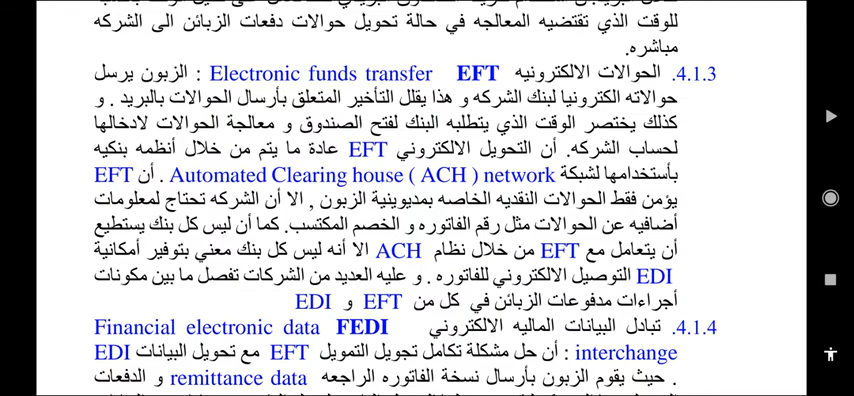 للوقت الذي تقتضيه المعالجه في حالة تحويل حوالات دفعات الزبائن الى الشركه
مباشره.
4.1.3. الحوالات الالكترونيه Electronic funds transfer EFT : الزبون يرسل
حوالاته الكترونيا لبنك الشركه و هذا يقلل التأخير المتعلق بأرسال الحوالات بالبريد . و
كذلك يختصر الوقت الذي يتطلبه البنك لفتح الصندوق و معالجة الحوالات لادخالها
لحساب الشركه. أن التحويل الالكتروني EFT عادة ما يتم من خلال أنظمه بنكيه
بأستخدامها لشبكة Automated Clearing house ( ACH ) network . أن EFT
يؤمن فقط الحوالات النقديه الخاصه بمديوينية الزبون , الا أن الشركه تحتاج لمعلومات
أضافيه عن الحوالات مثل رقم الفاتوره و الخصم المكتسب. كما أن ليس كل بنك يستطيع
أن يتعامل مع EFT من خلال نظام ACH الا أنه ليس كل بنك معني بتوفير أمكانية
EDI التوصيل الالكتروني للفاتوره . و عليه العديد من الشركات تفصل ما بين مكونات
أجراءات مدفوعات الزبائن في كل من EFT و EDI
4.1.4. تبادل البيانات الماليه الالكتروني Financial electronic data FEDI
interchange : أن حل مشكلة تكامل تجويل التمويل EFT مع تحويل البيانات EDI
. حيث يقوم الزبون بأرسال نسخة الفاتوره الراجعه remittance data و الدفعات